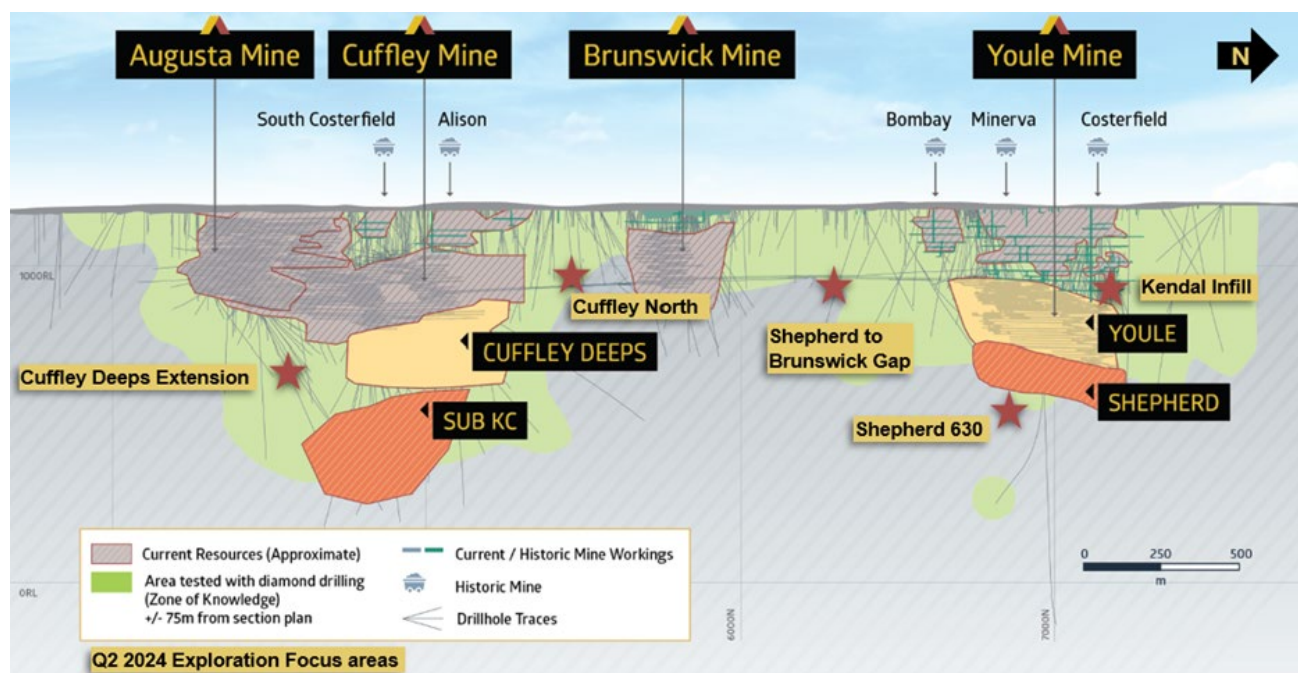 Augusta Mine
Cuffley Mine
Brunswick Mine
Youle Mine
N
South Costerfield
Alison
Bombay
Minerva
Costerfield
1000RL
Cuffley North
Kendal Infill
Shepherd to
Brunswick Gap
YOULE
CUFFLEY DEEPS
Cuffley Deeps Extension
SHEPHERD
SUB KC
Shepherd 630
Current Resources (Approximate)
Area tested with diamond drilling
(Zone of Knowledge)
+/- 75m from section plan
Current / Historic Mine Workings
Historic Mine
Drillhole Traces
0 250 500
m
0RL
6000N
7000N
Q2 2024 Exploration Focus areas